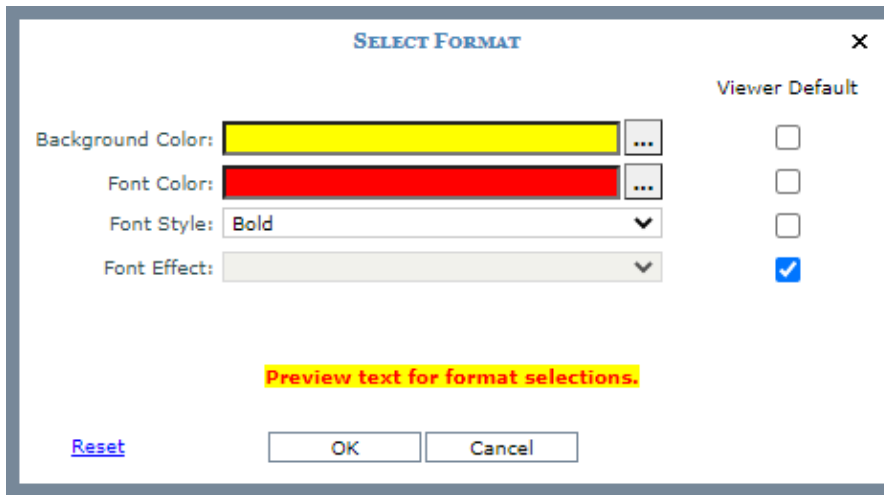 SELECT FORMAT
Viewer Default
Background Color: ...
Font Color: ...
Font Style: Bold
Font Effect:
Preview text for format selections.
Reset OK Cancel